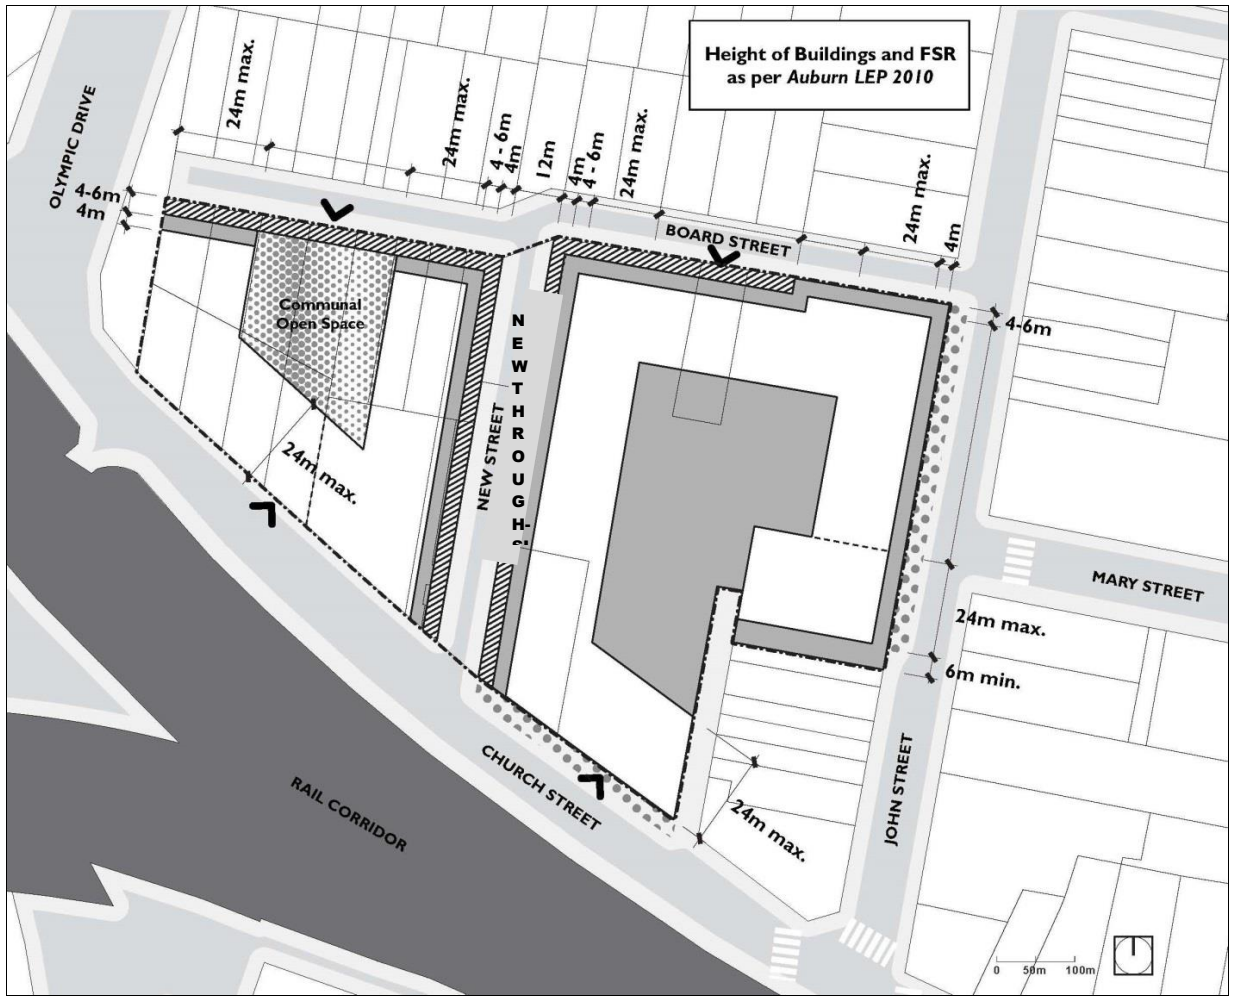 Height of Buildings and FSR
as per Auburn LEP 2010
OLYMPIC DRIVE
24m max.
24m max.
4 - 6m
4m
12m
4m
4 - 6m
24m max.
24m max.
4m
4-6m
4m
BOARD STREET
Communal
Open Space
4-6m
NEW STREET
N
E
W
T
H
R
O
U
G
H-
24m max.
MARY STREET
24m max.
6m min.
CHURCH STREET
RAIL CORRIDOR
24m max.
JOHN STREET
0 50m 100m